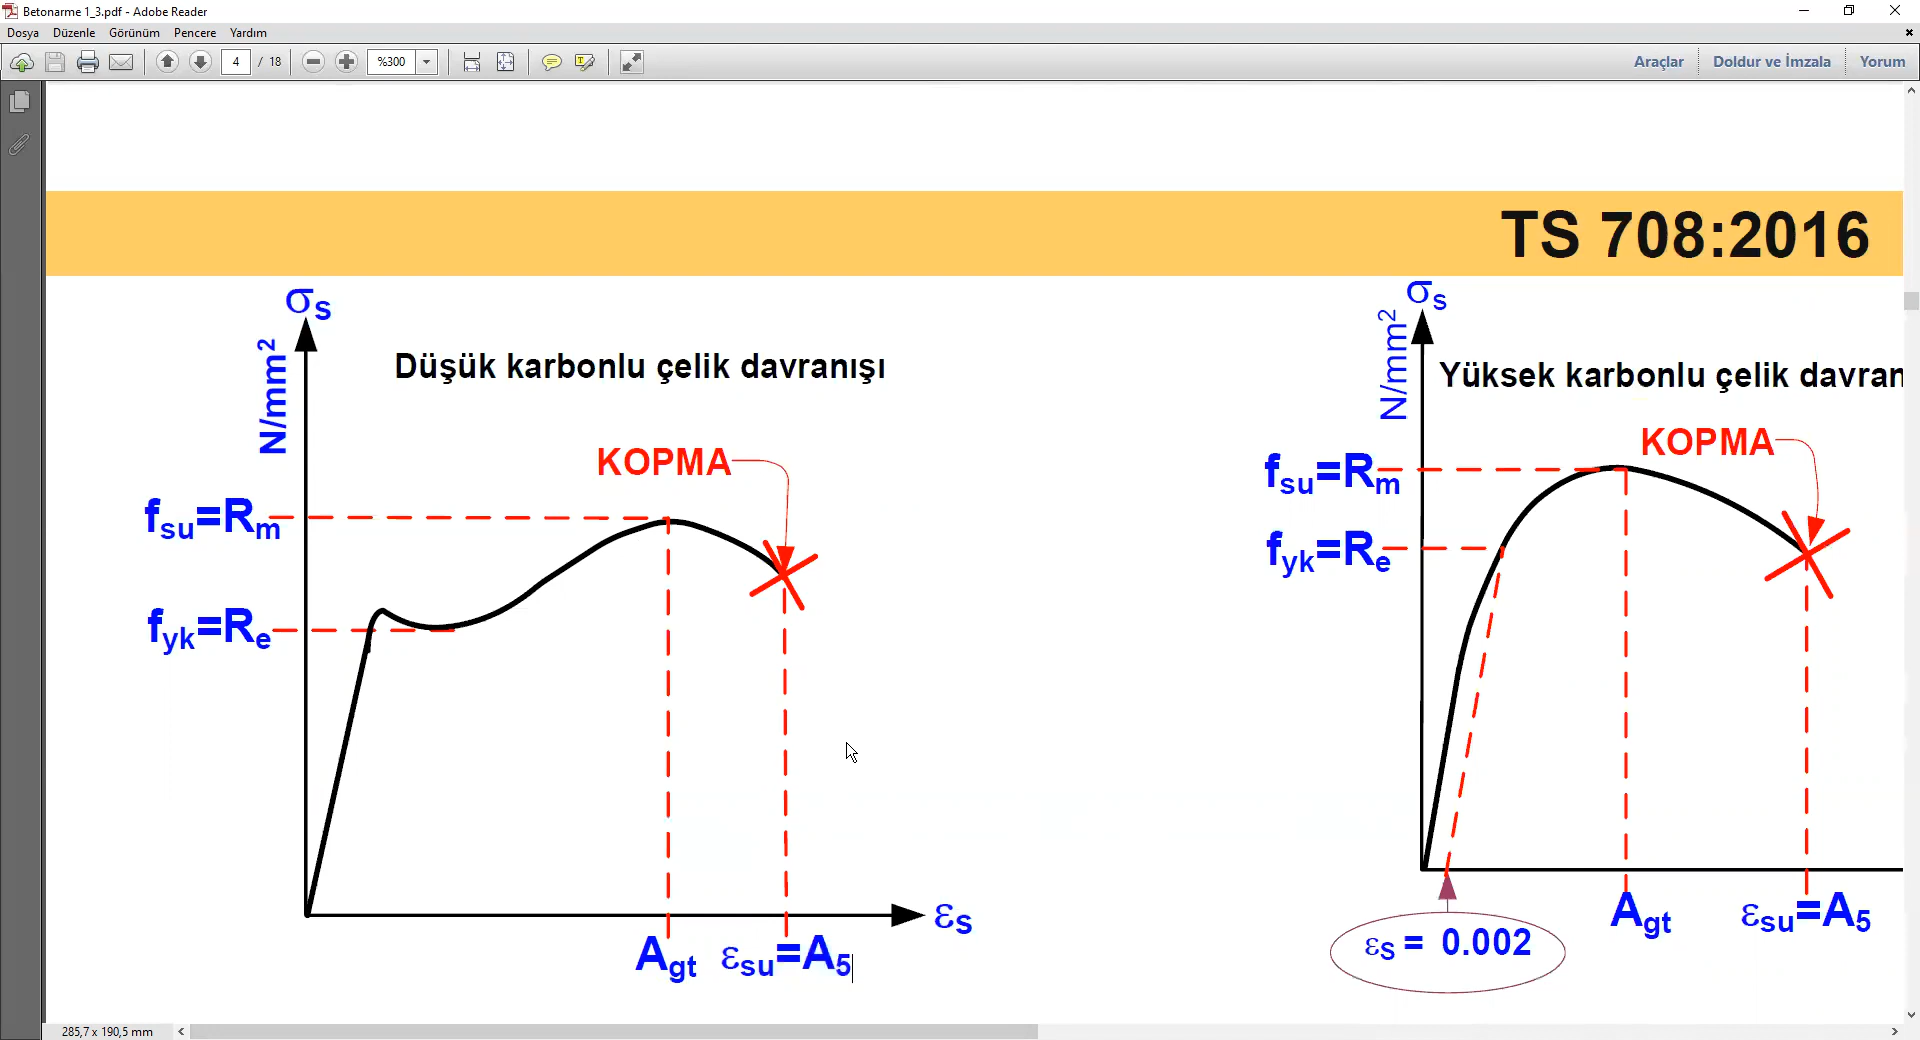 Betonarme 1_3.pdf - Adobe Reader
Dosya Düzenle Görünüm Pencere Yardım
4 / 18 %300 Araçlar Doldur ve İmzala Yorum
TS 708:2016
σs
N/mm²
Düşük karbonlu çelik davranışı
KOPMA
fsu=Rm
fyk=Re
εs
Agt εsu=A5
σs
N/mm²
Yüksek karbonlu çelik davran
KOPMA
fsu=Rm
fyk=Re
Agt εsu=A5
εs = 0.002
285,7 x 190,5 mm